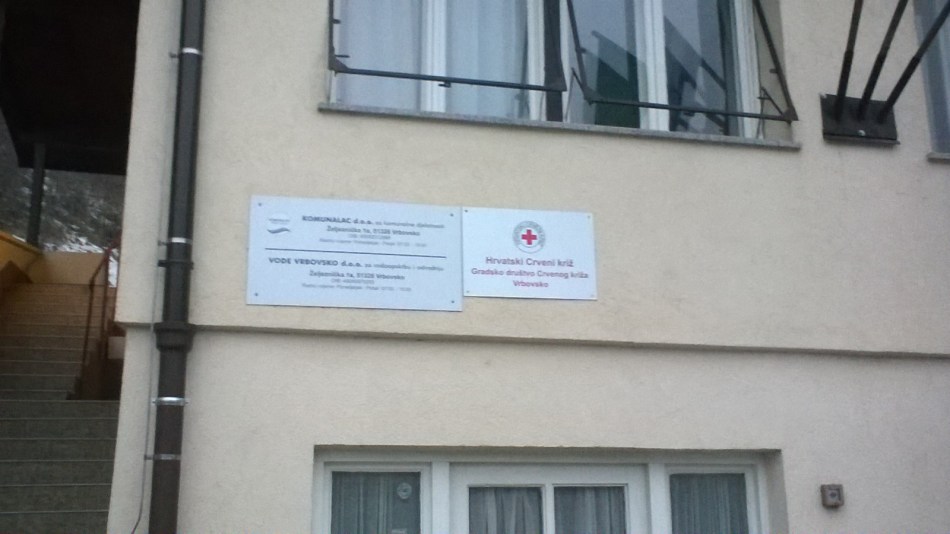 KOMUNALAC d.o.o. za komunalne djelatnosti
Željeznička 1a, 51326 Vrbovsko
VODE VRBOVSKO d.o.o. za vodoopskrbu i odvodnju
Željeznička 1a, 51326 Vrbovsko
Hrvatski Crveni križ
Gradsko društvo Crvenog križa
Vrbovsko